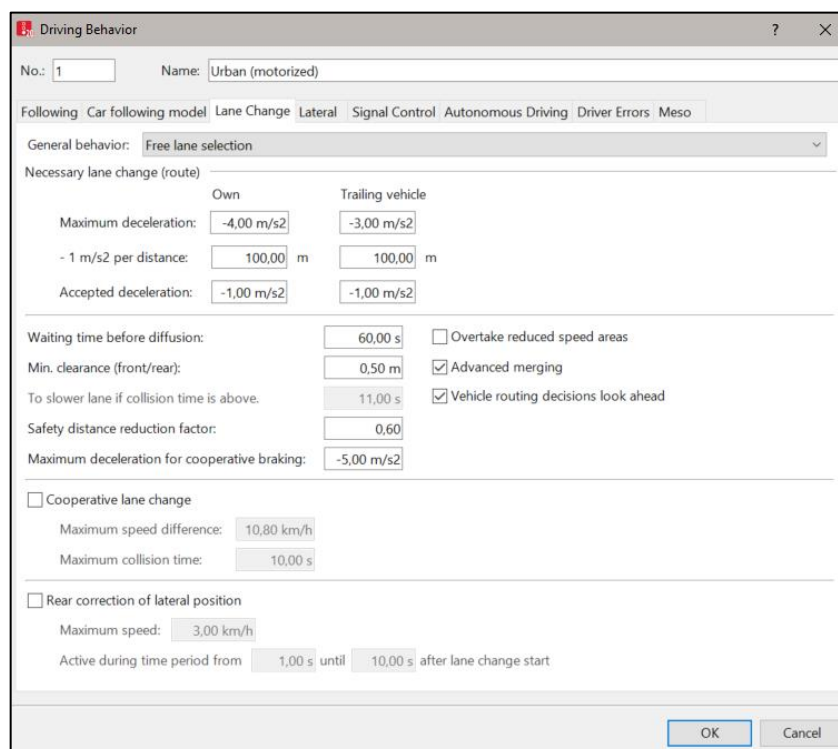 Driving Behavior ? X
No.: 1 Name: Urban (motorized)
Following Car following model Lane Change Lateral Signal Control Autonomous Driving Driver Errors Meso
General behavior: Free lane selection
Necessary lane change (route)
Own Trailing vehicle
Maximum deceleration: -4,00 m/s2 -3,00 m/s2
- 1 m/s2 per distance: 100,00 m 100,00 m
Accepted deceleration: -1,00 m/s2 -1,00 m/s2
Waiting time before diffusion: 60,00 s Overtake reduced speed areas
Min. clearance (front/rear): 0,50 m Advanced merging
To slower lane if collision time is above. 11,00 s Vehicle routing decisions look ahead
Safety distance reduction factor: 0,60
Maximum deceleration for cooperative braking: -5,00 m/s2
Cooperative lane change
Maximum speed difference: 10,80 km/h
Maximum collision time: 10,00 s
Rear correction of lateral position
Maximum speed: 3,00 km/h
Active during time period from 1,00 s until 10,00 s after lane change start
OK Cancel